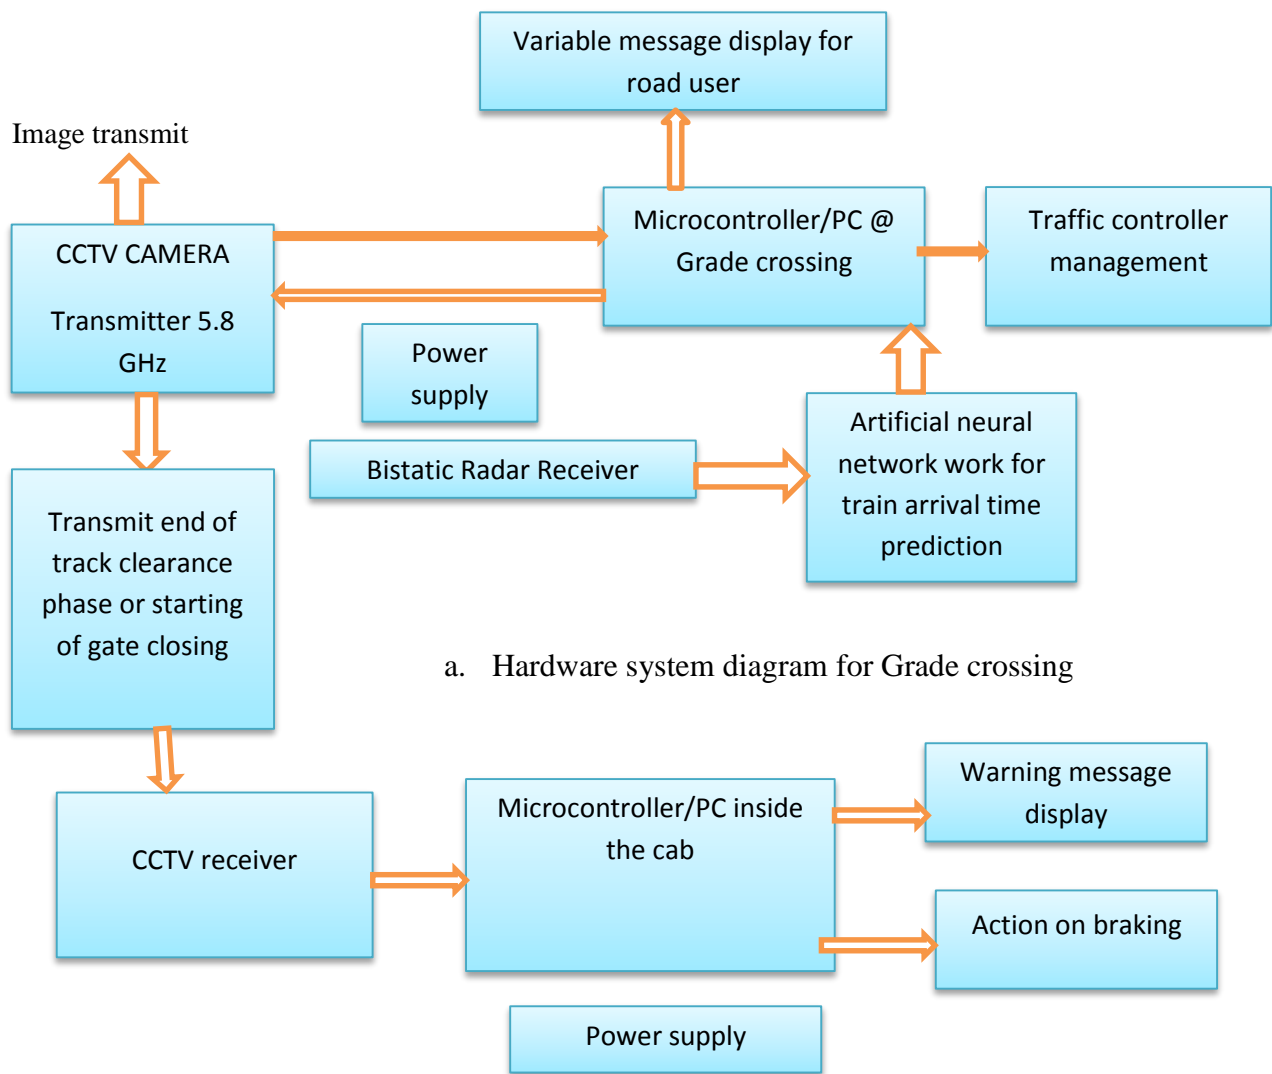 Variable message display for
road user
Image transmit
CCTV CAMERA
Transmitter 5.8
GHz
Microcontroller/PC @
Grade crossing
Traffic controller
management
Power
supply
Bistatic Radar Receiver
Artificial neural
network work for
train arrival time
prediction
Transmit end of
track clearance
phase or starting
of gate closing
a. Hardware system diagram for Grade crossing
CCTV receiver
Microcontroller/PC inside
the cab
Warning message
display
Action on braking
Power supply